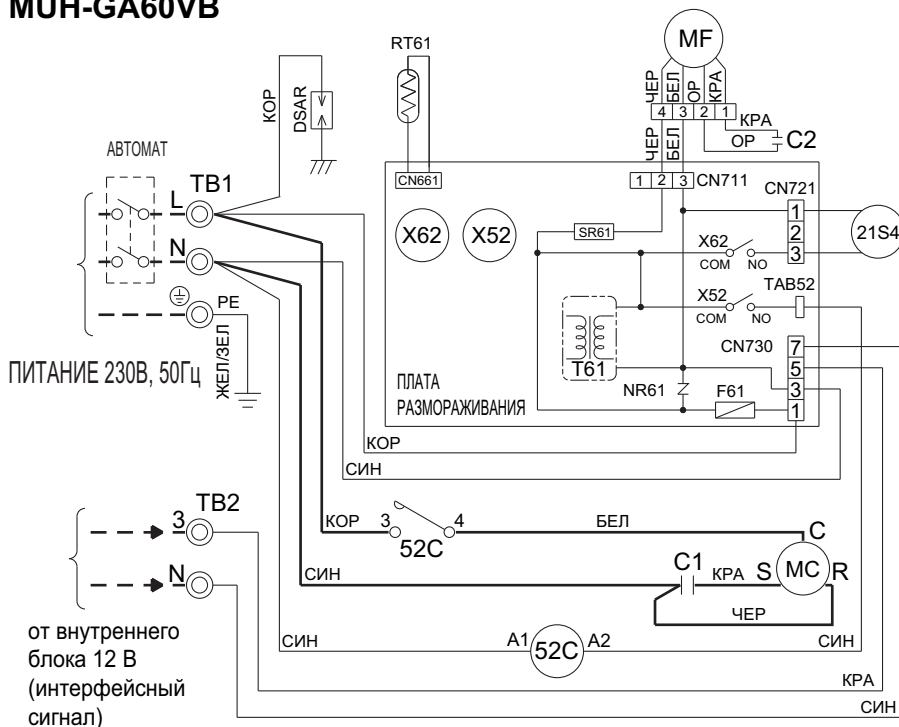 MUH-GA60VB
RT61
MF
КОР
DSAR
ЧЕР
БЕЛ
ОР
КРА
4 3 2 1
КРА
ОР
C2
ЧЕР
БЕЛ
АВТОМАТ
TB1
L
N
PE
ЖЕЛ/ЗЕЛ
ПИТАНИЕ 230В, 50Гц
CN661
1 2 3
CN711
CN721
1
2
3
21S4
X62
X52
SR61
X62
COM
NO
X52
COM
NO
TAB52
CN730
7
5
3
1
T61
NR61
F61
ПЛАТА
РАЗМОРАЖИВАНИЯ
КОР
СИН
TB2
3
N
КОР
3
4
52C
БЕЛ
C
СИН
C1
КРА
S
MC
R
ЧЕР
СИН
A1
52C
A2
СИН
КРА
СИН
от внутреннего
блока 12 В
(интерфейсный
сигнал)